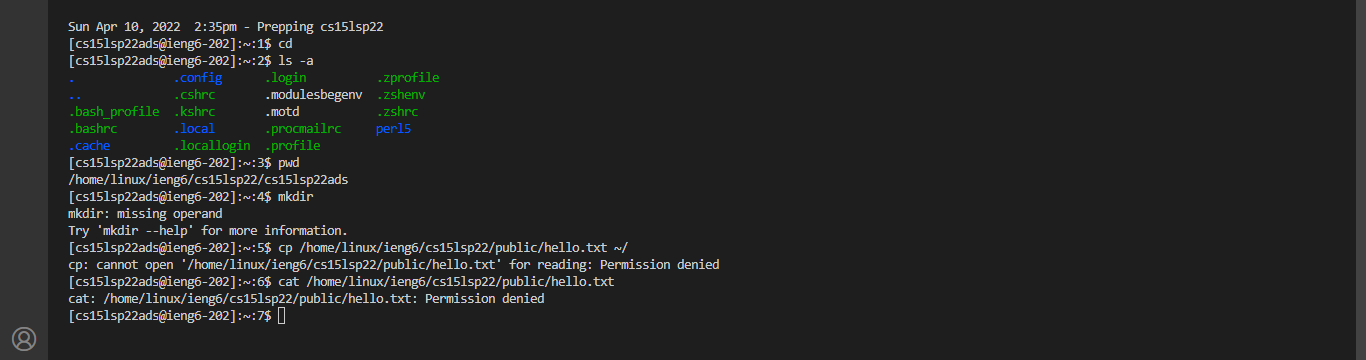 Sun Apr 10, 2022  2:35pm - Prepping cs15lsp22
[cs15lsp22ads@ieng6-202]:~:1$ cd
[cs15lsp22ads@ieng6-202]:~:2$ ls -a
.             .config       .login         .zprofile
..            .cshrc        .modulesbegenv .zshenv
.bash_profile .kshrc        .motd          .zshrc
.bashrc       .local        .procmailrc    perl5
.cache        .locallogin   .profile
[cs15lsp22ads@ieng6-202]:~:3$ pwd
/home/linux/ieng6/cs15lsp22/cs15lsp22ads
[cs15lsp22ads@ieng6-202]:~:4$ mkdir
mkdir: missing operand
Try 'mkdir --help' for more information.
[cs15lsp22ads@ieng6-202]:~:5$ cp /home/linux/ieng6/cs15lsp22/public/hello.txt ~/
cp: cannot open '/home/linux/ieng6/cs15lsp22/public/hello.txt' for reading: Permission denied
[cs15lsp22ads@ieng6-202]:~:6$ cat /home/linux/ieng6/cs15lsp22/public/hello.txt
cat: /home/linux/ieng6/cs15lsp22/public/hello.txt: Permission denied
[cs15lsp22ads@ieng6-202]:~:7$